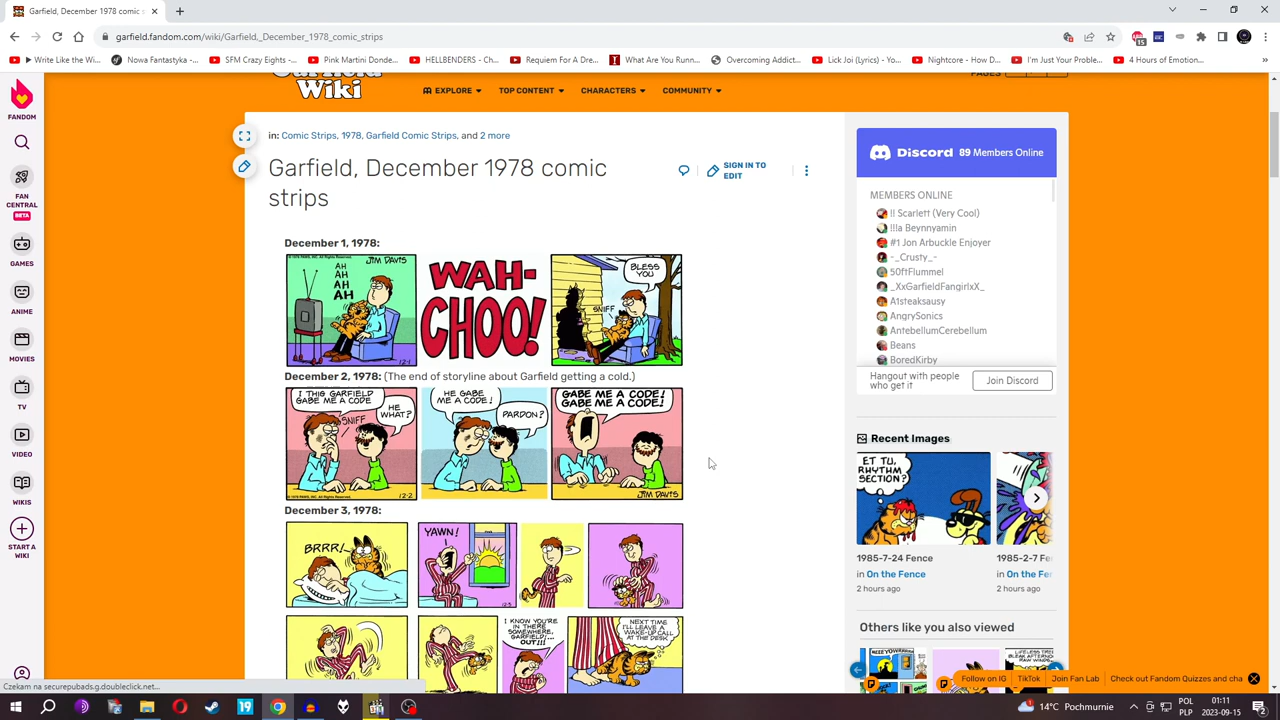 Garfield, December 1978 comic s
garfield.fandom.com/wiki/Garfield,_December_1978_comic_strips
15
Write Like the Wi...
Nowa Fantastyka -...
SFM Crazy Eights -...
Pink Martini Donde...
HELLBENDERS - Ch...
Requiem For A Dre...
What Are You Runn...
Overcoming Addict...
Lick Joi (Lyrics) - Yo...
Nightcore - How D...
I'm Just Your Proble...
4 Hours of Emotion...
Garfield
Wiki
PAGES
EXPLORE
TOP CONTENT
CHARACTERS
COMMUNITY
FANDOM
FAN
CENTRAL
BETA
GAMES
ANIME
MOVIES
TV
VIDEO
WIKIS
START A
WIKI
in: Comic Strips, 1978, Garfield Comic Strips, and 2 more
Garfield, December 1978 comic
strips
SIGN IN TO
EDIT
December 1, 1978:
JIM DAVIS
AH
AH
AH
AH
12-1
WAH-
CHOO!
BLESS
YOU
SNIFF
December 2, 1978: (The end of storyline about Garfield getting a cold.)
I THIG GARFIELD
GABE ME A CODE
SNIFF
HE
WHAT?
12-2
HE GABE
ME A CODE!
PARDON?
GABE ME A CODE!
GABE ME A CODE!
JIM DAVIS
December 3, 1978:
BRRR!
YAWN!
12-3
I KNOW YOU'RE
IN THERE
SOMEWHERE,
GARFIELD...
OUT!!!
NEXT TIME
I'LL LEAVE A
WAKE-UP CALL
AT THE DESK
Discord 89 Members Online
MEMBERS ONLINE
!! Scarlett (Very Cool)
!!!a Beynnyamin
#1 Jon Arbuckle Enjoyer
-_Crusty_-
50ftFlummel
_XxGarfieldFangirlxX_
A1steaksausy
AngrySonics
AntebellumCerebellum
Beans
BoredKirby
Hangout with people
who get it
Join Discord
Recent Images
ET TU,
RHYTHM
SECTION?
1985-7-24 Fence
in On the Fence
2 hours ago
1985-2-7 Fe
in On the Fe
2 hours ago
Others like you also viewed
Follow on IG
TikTok
Join Fan Lab
Check out Fandom Quizzes and cha
Czekam na securepubads.g.doubleclick.net...
19
14°C Pochmurnie
POL
PLP
01:11
2023-09-15
2